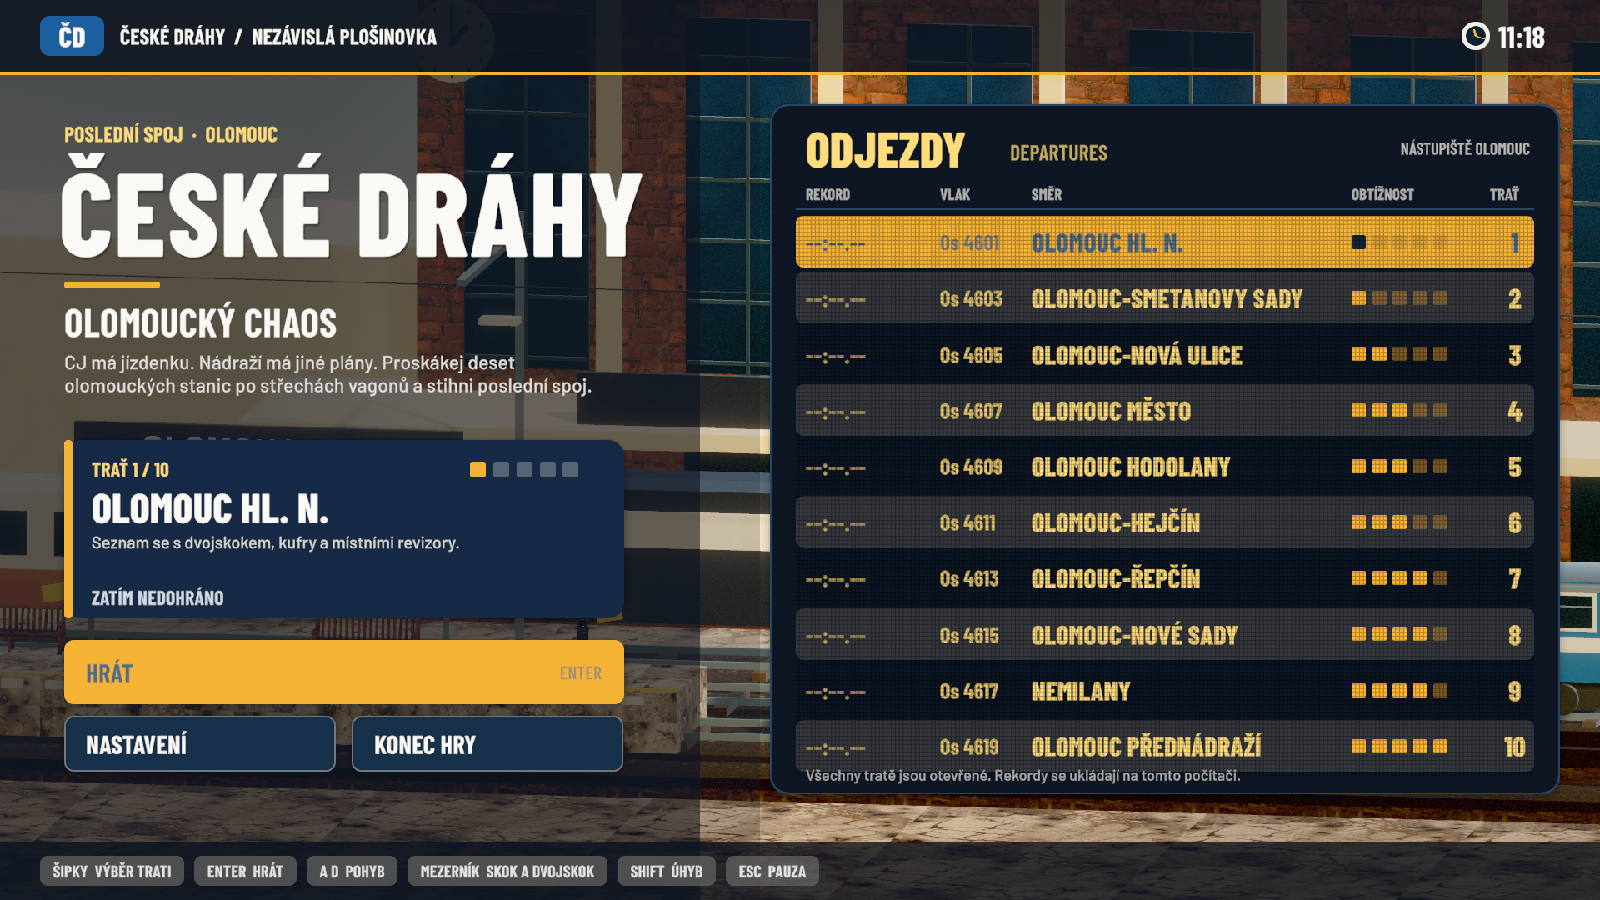 ČD ČESKÉ DRÁHY / NEZÁVISLÁ PLOŠINOVKA
11:18
POSLEDNÍ SPOJ · OLOMOUC
ČESKÉ DRÁHY
OLOMOUCKÝ CHAOS
CJ má jízdenku. Nádraží má jiné plány. Proskákej deset
olomouckých stanic po střechách vagonů a stihni poslední spoj.
TRAŤ 1 / 10
OLOMOUC HL. N.
Seznam se s dvojskokem, kufry a místními revizory.
ZATÍM NEDOHRÁNO
HRÁT ENTER
NASTAVENÍ KONEC HRY
ODJEZDY DEPARTURES NÁSTUPIŠTĚ OLOMOUC
REKORD VLAK SMĚR OBTÍŽNOST TRAŤ
--:--.-- Os 4601 OLOMOUC HL. N. 1
--:--.-- Os 4603 OLOMOUC-SMETANOVY SADY 2
--:--.-- Os 4605 OLOMOUC-NOVÁ ULICE 3
--:--.-- Os 4607 OLOMOUC MĚSTO 4
--:--.-- Os 4609 OLOMOUC HODOLANY 5
--:--.-- Os 4611 OLOMOUC-HEJČÍN 6
--:--.-- Os 4613 OLOMOUC-ŘEPČÍN 7
--:--.-- Os 4615 OLOMOUC-NOVÉ SADY 8
--:--.-- Os 4617 NEMILANY 9
--:--.-- Os 4619 OLOMOUC PŘEDNÁDRAŽÍ 10
Všechny tratě jsou otevřené. Rekordy se ukládají na tomto počítači.
ŠIPKY VÝBĚR TRATI ENTER HRÁT A D POHYB MEZERNÍK SKOK A DVOJSKOK SHIFT ÚHYB ESC PAUZA